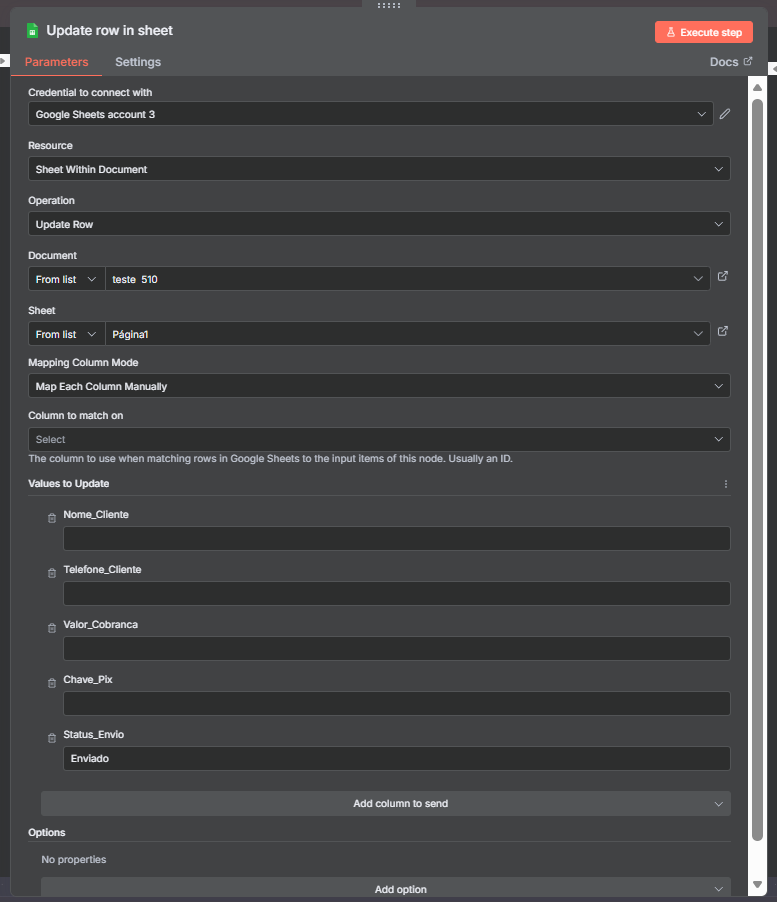 Update row in sheet
Execute step
Parameters
Settings
Docs
Credential to connect with
Google Sheets account 3
Resource
Sheet Within Document
Operation
Update Row
Document
From list
teste 510
Sheet
From list
Página1
Mapping Column Mode
Map Each Column Manually
Column to match on
Select
The column to use when matching rows in Google Sheets to the input items of this node. Usually an ID.
Values to Update
Nome_Cliente
Telefone_Cliente
Valor_Cobranca
Chave_Pix
Status_Envio
Enviado
Add column to send
Options
No properties
Add option